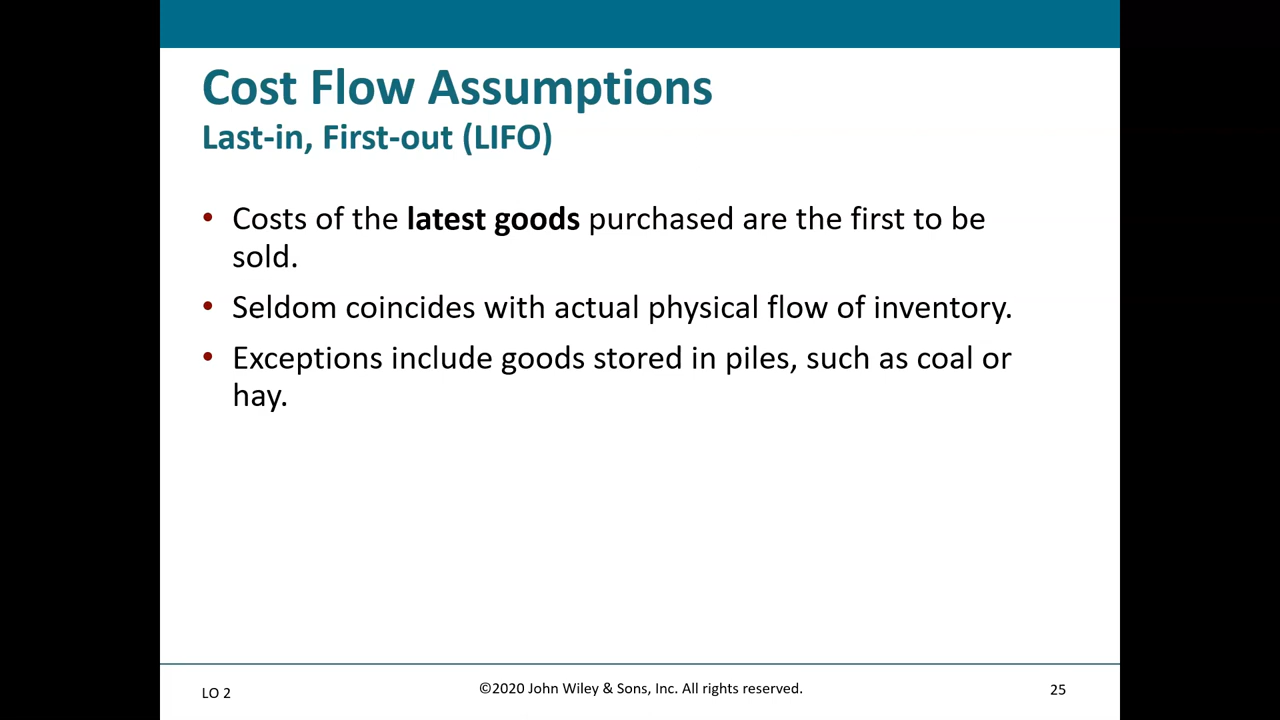 Cost Flow Assumptions
Last-in, First-out (LIFO)
• Costs of the latest goods purchased are the first to be
sold.
• Seldom coincides with actual physical flow of inventory.
• Exceptions include goods stored in piles, such as coal or
hay.
LO 2
©2020 John Wiley & Sons, Inc. All rights reserved.
25